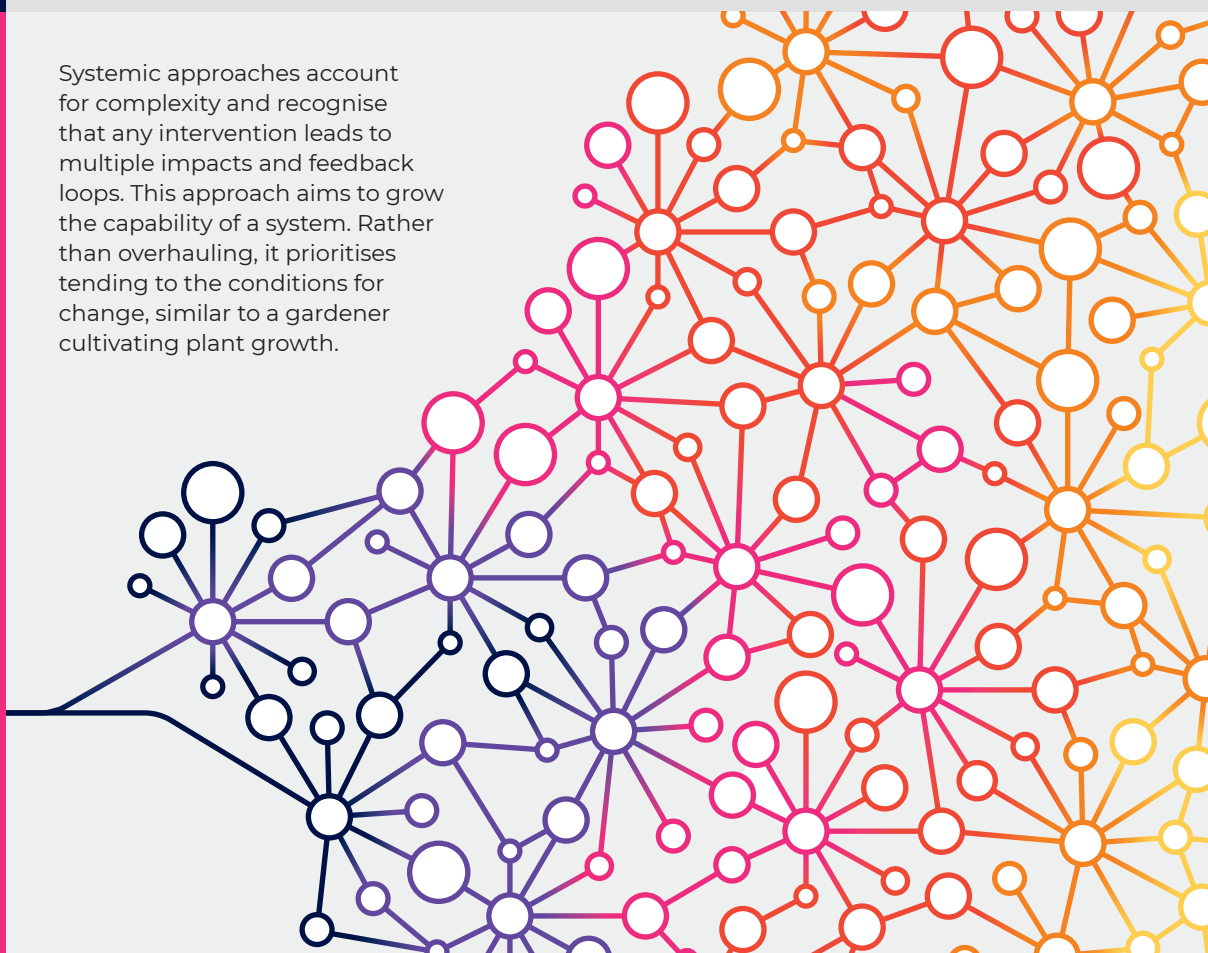 Systemic approaches account
for complexity and recognise
that any intervention leads to
multiple impacts and feedback
loops. This approach aims to grow
the capability of a system. Rather
than overhauling, it prioritises
tending to the conditions for
change, similar to a gardener
cultivating plant growth.